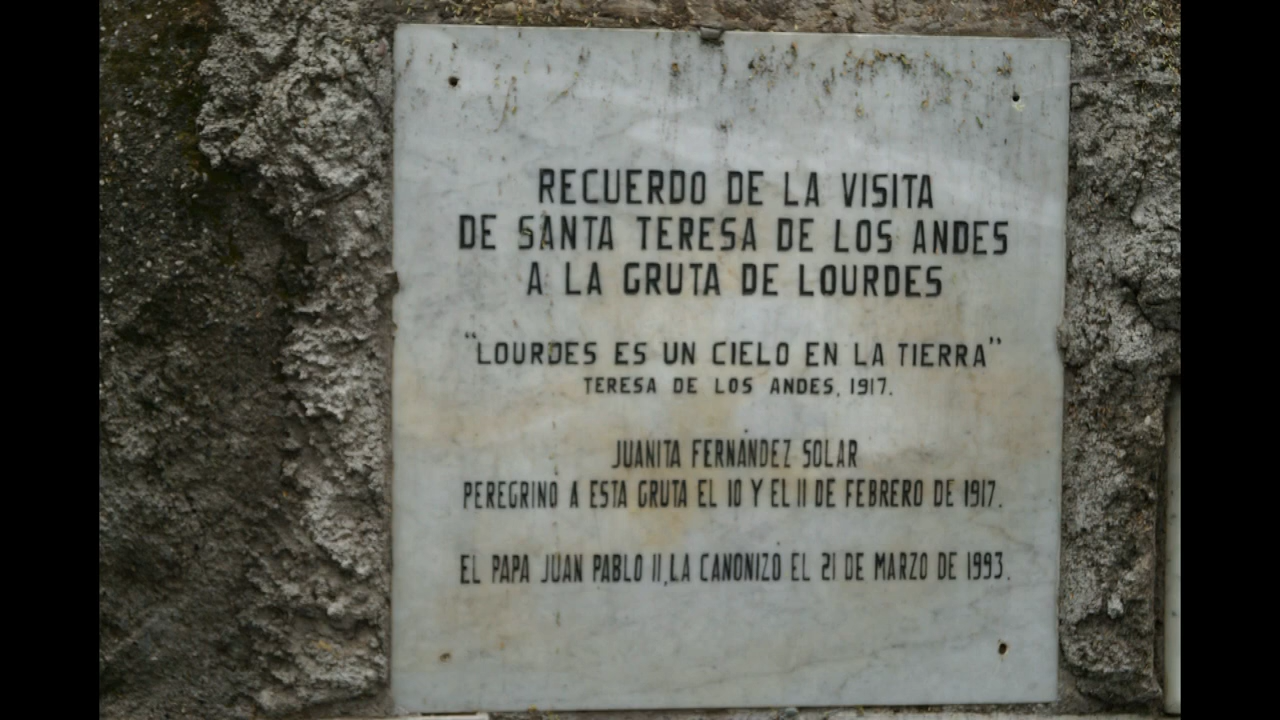 RECUERDO DE LA VISITA
DE SANTA TERESA DE LOS ANDES
A LA GRUTA DE LOURDES
"LOURDES ES UN CIELO EN LA TIERRA"
TERESA DE LOS ANDES, 1917.
JUANITA FERNANDEZ SOLAR
PEREGRINO A ESTA GRUTA EL 10 Y EL 11 DE FEBRERO DE 1917.
EL PAPA JUAN PABLO II, LA CANONIZO EL 21 DE MARZO DE 1993.